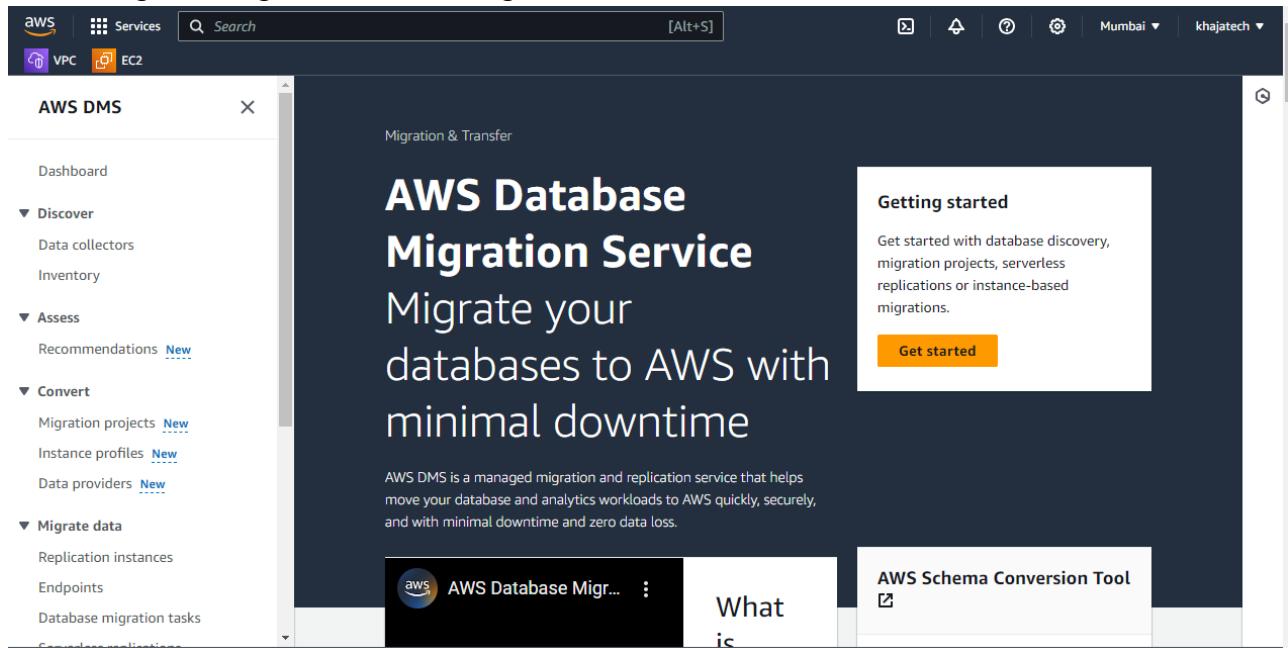 aws
Services
Search
[Alt+S]
Mumbai
khajatech
VPC
EC2
AWS DMS
Dashboard
Discover
Data collectors
Inventory
Assess
Recommendations New
Convert
Migration projects New
Instance profiles New
Data providers New
Migrate data
Replication instances
Endpoints
Database migration tasks
Migration & Transfer
AWS Database
Migration Service
Migrate your
databases to AWS with
minimal downtime
AWS DMS is a managed migration and replication service that helps
move your database and analytics workloads to AWS quickly, securely,
and with minimal downtime and zero data loss.
aws
AWS Database Migr...
What
is
Getting started
Get started with database discovery,
migration projects, serverless
replications or instance-based
migrations.
Get started
AWS Schema Conversion Tool